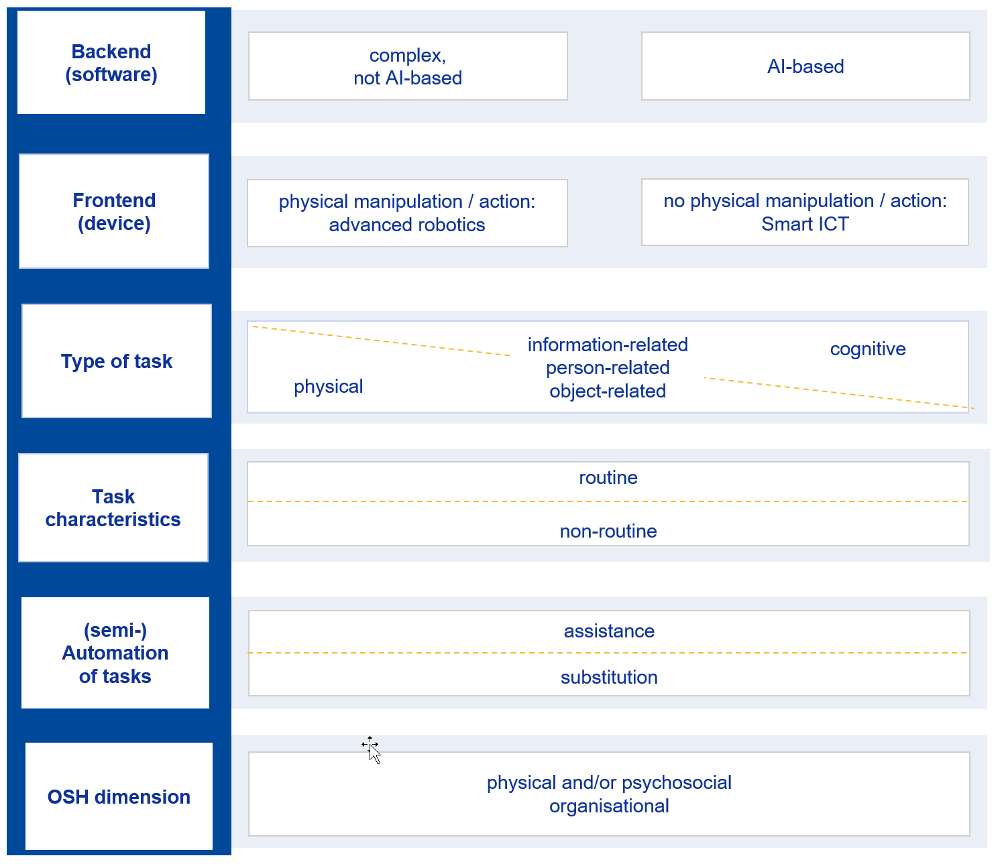 Backend
(software)
complex,
not AI-based
AI-based
Frontend
(device)
physical manipulation / action:
advanced robotics
no physical manipulation / action:
Smart ICT
Type of task
physical
information-related
person-related
object-related
cognitive
Task
characteristics
routine
non-routine
(semi-)
Automation
of tasks
assistance
substitution
OSH dimension
physical and/or psychosocial
organisational